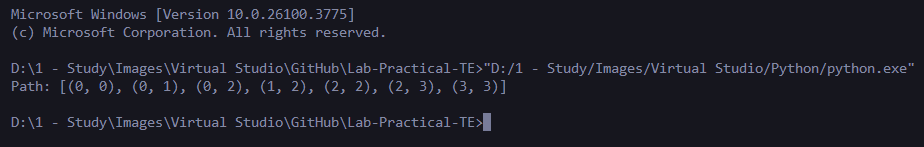 Microsoft Windows [Version 10.0.26100.3775]
(c) Microsoft Corporation. All rights reserved.
D:\1 - Study\Images\Virtual Studio\GitHub\Lab-Practical-TE>"D:/1 - Study/Images/Virtual Studio/Python/python.exe"
Path: [(0, 0), (0, 1), (0, 2), (1, 2), (2, 2), (2, 3), (3, 3)]
D:\1 - Study\Images\Virtual Studio\GitHub\Lab-Practical-TE>